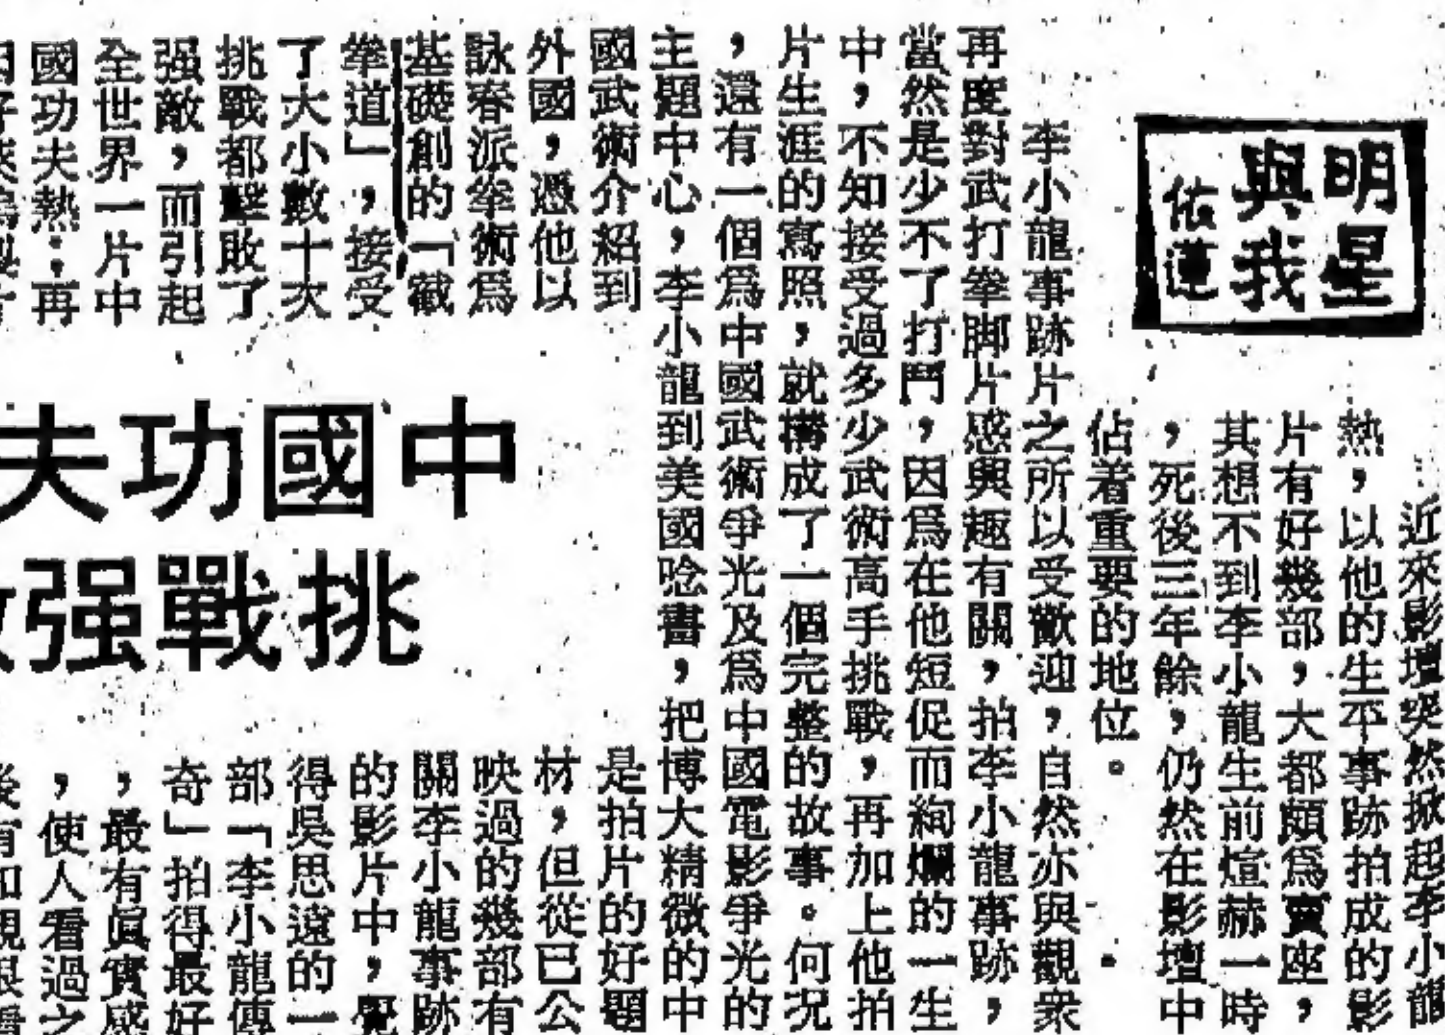 明星
與我
依蓮
近來影壇突然掀起李小龍
熱,以他的生平事跡拍成的影
片有好幾部,大都頗爲賣座,
其想不到李小龍生前煊赫一時
,死後三年餘,仍然在影壇中
佔着重要的地位。
李小龍事跡片之所以受歡迎,自然亦與觀衆
再度對武打拳脚片感興趣有關,拍李小龍事跡,
當然是少不了打鬥,因爲在他短促而絢爛的一生
中,不知接受過多少武術高手挑戰,再加上他拍
片生涯的寫照,就構成了一個完整的故事。何況
,還有一個爲中國武術爭光及爲中國電影爭光的
主題中心,李小龍到美國唸書,把博大精微的中
國武術介紹到
外國,憑他以
詠春派拳術爲
基礎創的「截
拳道」,接受
了大小數十次
挑戰都擊敗了
强敵,而引起
全世界一片中
國功夫熱;再
中國功夫
挑戰强
是拍片的好題
材,但從已公
映過的幾部有
關李小龍事跡
的影片中,覺
得吳思遠的一
部「李小龍傳
奇」拍得最好
,最有眞實感
,使人看過之